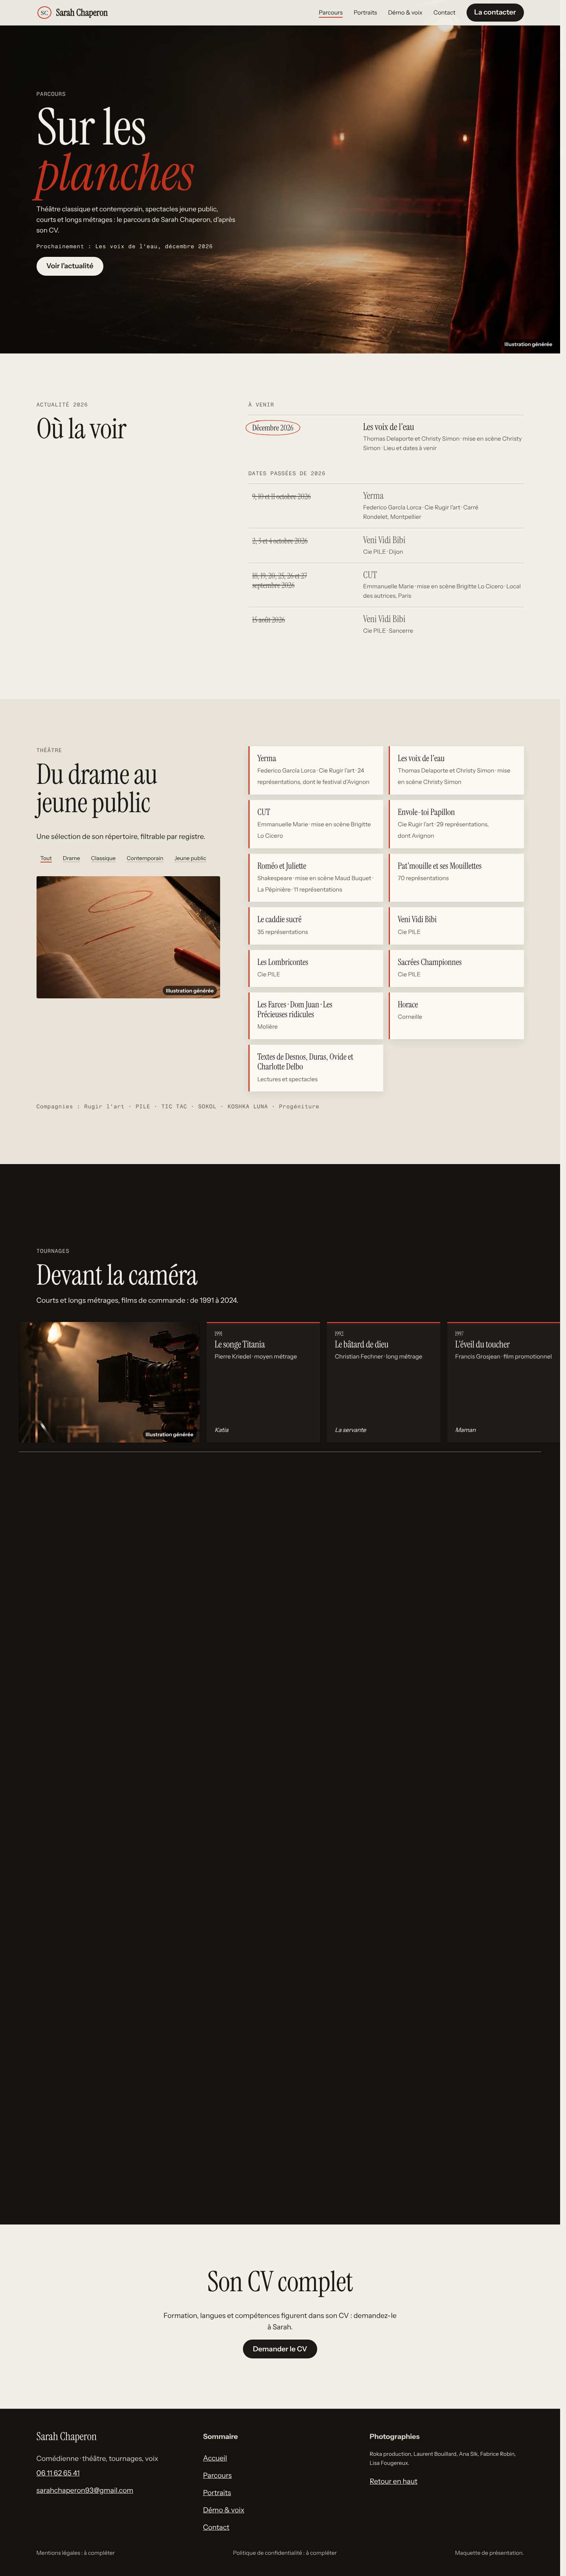 SC Sarah Chaperon
Parcours Portraits Démo & voix Contact La contacter
PARCOURS
Sur les
planches
Théâtre classique et contemporain, spectacles jeune public,
courts et longs métrages : le parcours de Sarah Chaperon, d'après
son CV.
Prochainement : Les voix de l'eau, décembre 2026
Voir l'actualité
Illustration générée
ACTUALITÉ 2026
Où la voir
À VENIR
Décembre 2026
Les voix de l'eau
Thomas Delaporte et Christy Simon · mise en scène Christy
Simon · Lieu et dates à venir
DATES PASSÉES DE 2026
9, 10 et 11 octobre 2026
Yerma
Federico García Lorca · Cie Rugir l'art · Carré
Rondelet, Montpellier
2, 3 et 4 octobre 2026
Veni Vidi Bibi
Cie PILE · Dijon
18, 19, 20, 25, 26 et 27
septembre 2026
CUT
Emmanuelle Marie · mise en scène Brigitte Lo Cicero · Local
des autrices, Paris
15 août 2026
Veni Vidi Bibi
Cie PILE · Sancerre
THÉÂTRE
Du drame au
jeune public
Une sélection de son répertoire, filtrable par registre.
Tout Drame Classique Contemporain Jeune public
Illustration générée
Yerma
Federico García Lorca · Cie Rugir l'art · 24
représentations, dont le festival d'Avignon
Les voix de l'eau
Thomas Delaporte et Christy Simon · mise
en scène Christy Simon
CUT
Emmanuelle Marie · mise en scène Brigitte
Lo Cicero
Envole-toi Papillon
Cie Rugir l'art · 29 représentations,
dont Avignon
Roméo et Juliette
Shakespeare · mise en scène Maud Buquet ·
La Pépinière · 11 représentations
Pat'mouille et ses Mouillettes
70 représentations
Le caddie sucré
35 représentations
Veni Vidi Bibi
Cie PILE
Les Lombricontes
Cie PILE
Sacrées Championnes
Cie PILE
Les Farces · Dom Juan · Les
Précieuses ridicules
Molière
Horace
Corneille
Textes de Desnos, Duras, Ovide et
Charlotte Delbo
Lectures et spectacles
Compagnies : Rugir l'art · PILE · TIC TAC · SOKOL · KOSHKA LUNA · Progéniture
TOURNAGES
Devant la caméra
Courts et longs métrages, films de commande : de 1991 à 2024.
Illustration générée
1991
Le songe Titania
Pierre Kriedel · moyen métrage
Katia
1992
Le bâtard de dieu
Christian Fechner · long métrage
La servante
1997
L'éveil du toucher
Francis Grosjean · film promotionnel
Maman
Son CV complet
Formation, langues et compétences figurent dans son CV : demandez-le
à Sarah.
Demander le CV
Sarah Chaperon
Comédienne · théâtre, tournages, voix
06 11 62 65 41
sarahchaperon93@gmail.com
Sommaire
Accueil
Parcours
Portraits
Démo & voix
Contact
Photographies
Roka production, Laurent Bouillard, Ana Slk, Fabrice Robin,
Lisa Fougereux.
Retour en haut
Mentions légales : à compléter
Politique de confidentialité : à compléter
Maquette de présentation.